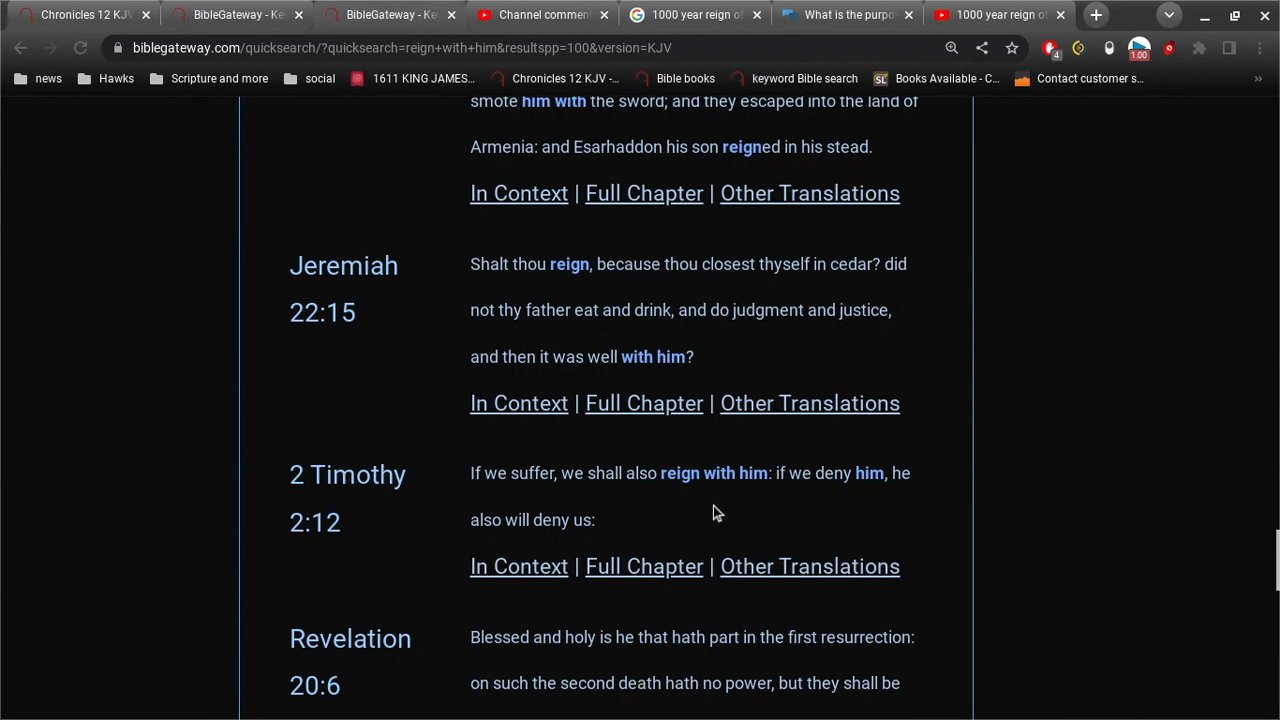 Chronicles 12 KJV
BibleGateway - Ke
BibleGateway - Ke
Channel commen
1000 year reign of
What is the purpo
1000 year reign o
biblegateway.com/quicksearch/?quicksearch=reign+with+him&resultspp=100&version=KJV
4
1.00
news
Hawks
Scripture and more
social
1611 KING JAMES...
Chronicles 12 KJV -...
Bible books
keyword Bible search
SL
Books Available - C...
Contact customer s...
»
smote him with the sword; and they escaped into the land of
Armenia: and Esarhaddon his son reigned in his stead.
In Context | Full Chapter | Other Translations
Jeremiah
22:15
Shalt thou reign, because thou closest thyself in cedar? did
not thy father eat and drink, and do judgment and justice,
and then it was well with him?
In Context | Full Chapter | Other Translations
2 Timothy
2:12
If we suffer, we shall also reign with him: if we deny him, he
also will deny us:
In Context | Full Chapter | Other Translations
Revelation
20:6
Blessed and holy is he that hath part in the first resurrection:
on such the second death hath no power, but they shall be